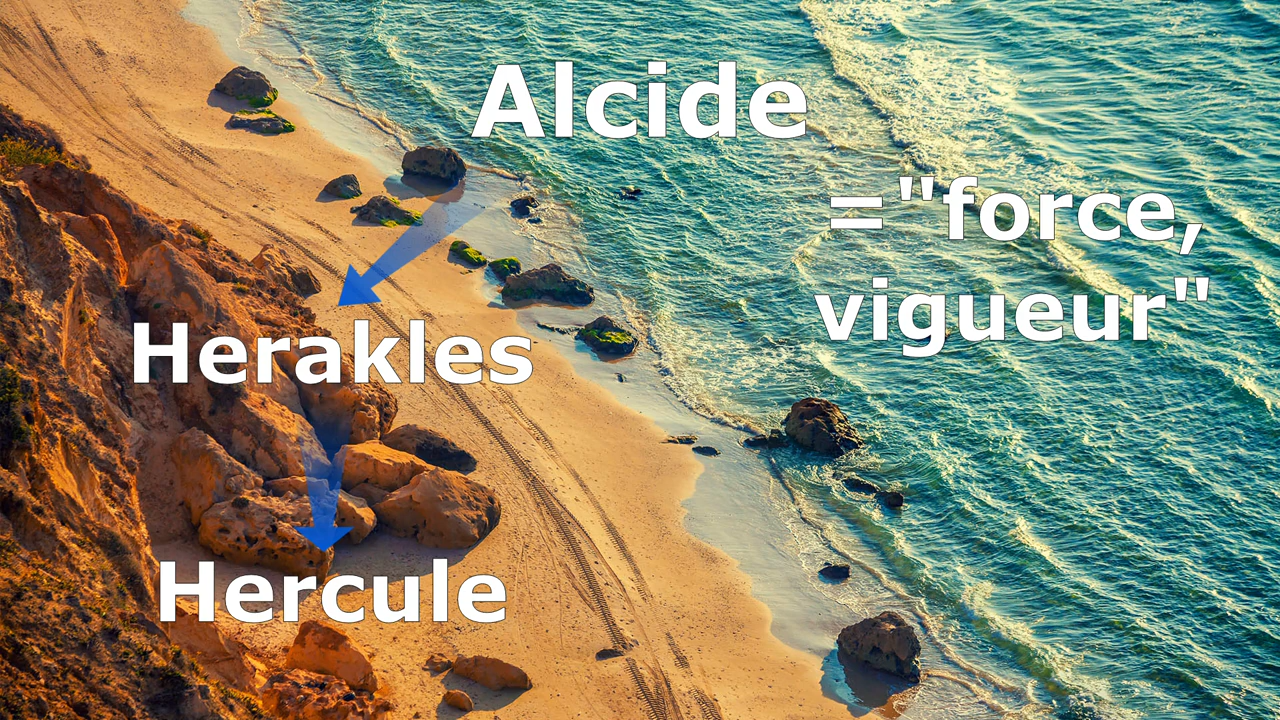 Alcide
="force,
vigueur"
Herakles
Hercule